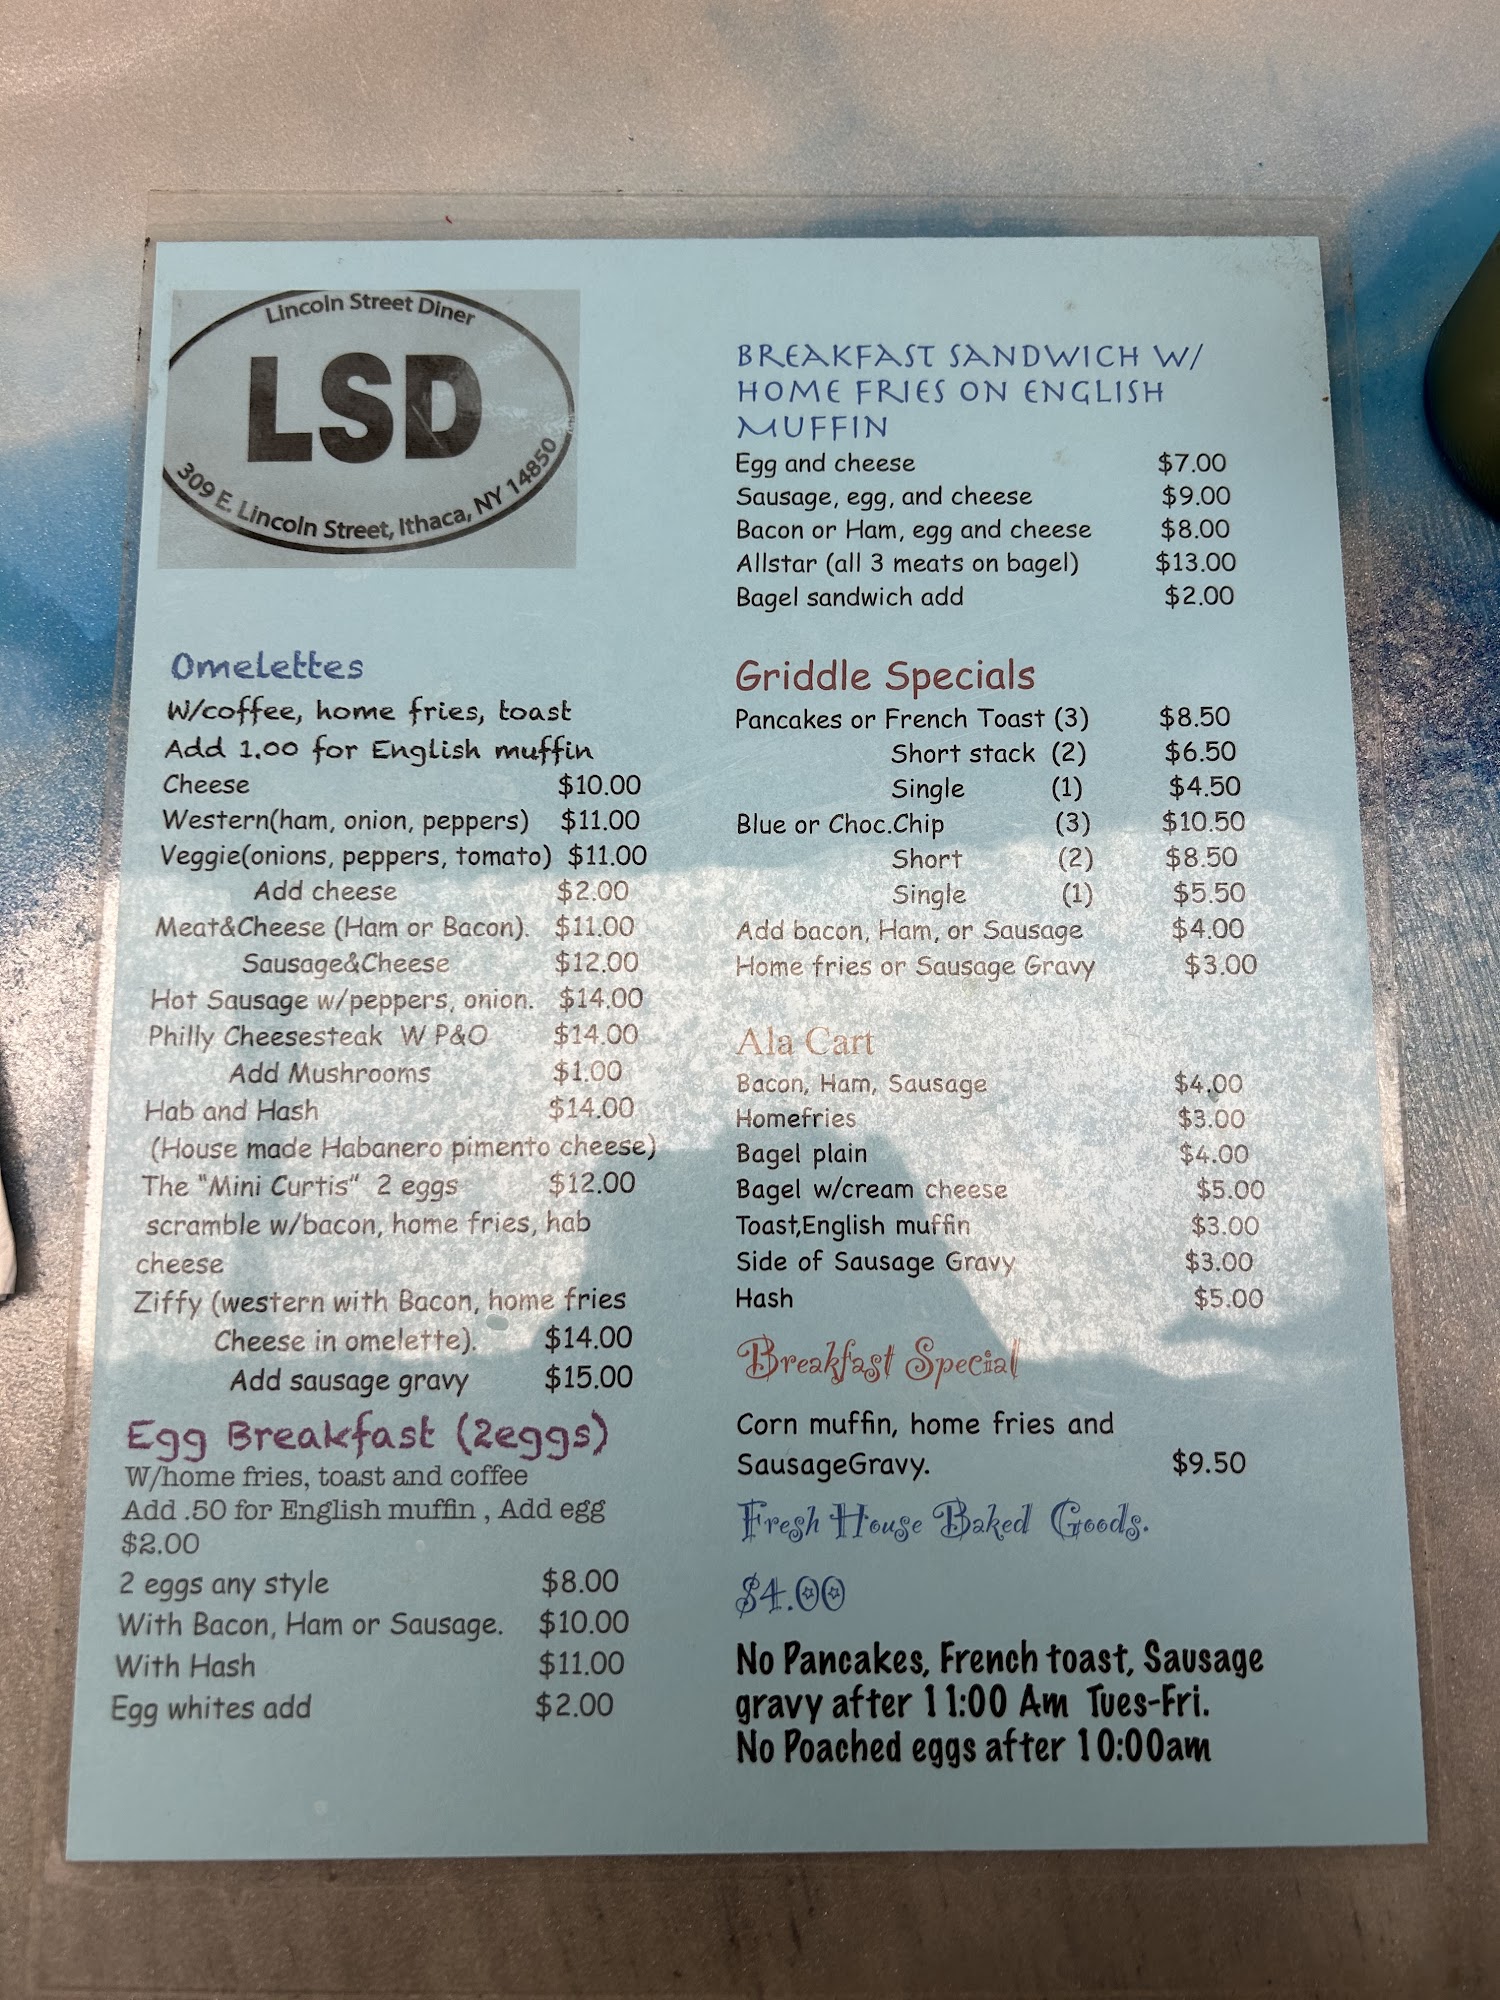 Lincoln Street Diner
LSD
309 E. Lincoln Street, Ithaca, NY 14850
Omelettes
W/coffee, home fries, toast
Add 1.00 for English muffin
Cheese $10.00
Western(ham, onion, peppers) $11.00
Veggie(onions, peppers, tomato) $11.00
Add cheese $2.00
Meat&Cheese (Ham or Bacon). $11.00
Sausage&Cheese $12.00
Hot Sausage w/peppers, onion. $14.00
Philly Cheesesteak W P&O $14.00
Add Mushrooms $1.00
Hab and Hash $14.00
(House made Habanero pimento cheese)
The "Mini Curtis" 2 eggs $12.00
scramble w/bacon, home fries, hab
cheese
Ziffy (western with Bacon, home fries
Cheese in omelette). $14.00
Add sausage gravy $15.00
Egg Breakfast (2eggs)
W/home fries, toast and coffee
Add .50 for English muffin , Add egg
$2.00
2 eggs any style $8.00
With Bacon, Ham or Sausage. $10.00
With Hash $11.00
Egg whites add $2.00
BREAKFAST SANDWICH W/
HOME FRIES ON ENGLISH
MUFFIN
Egg and cheese $7.00
Sausage, egg, and cheese $9.00
Bacon or Ham, egg and cheese $8.00
Allstar (all 3 meats on bagel) $13.00
Bagel sandwich add $2.00
Griddle Specials
Pancakes or French Toast (3) $8.50
Short stack (2) $6.50
Single (1) $4.50
Blue or Choc.Chip (3) $10.50
Short (2) $8.50
Single (1) $5.50
Add bacon, Ham, or Sausage $4.00
Home fries or Sausage Gravy $3.00
Ala Cart
Bacon, Ham, Sausage $4.00
Homefries $3.00
Bagel plain $4.00
Bagel w/cream cheese $5.00
Toast,English muffin $3.00
Side of Sausage Gravy $3.00
Hash $5.00
Breakfast Special
Corn muffin, home fries and
SausageGravy. $9.50
Fresh House Baked Goods.
$4.00
No Pancakes, French toast, Sausage
gravy after 11:00 Am Tues-Fri.
No Poached eggs after 10:00am